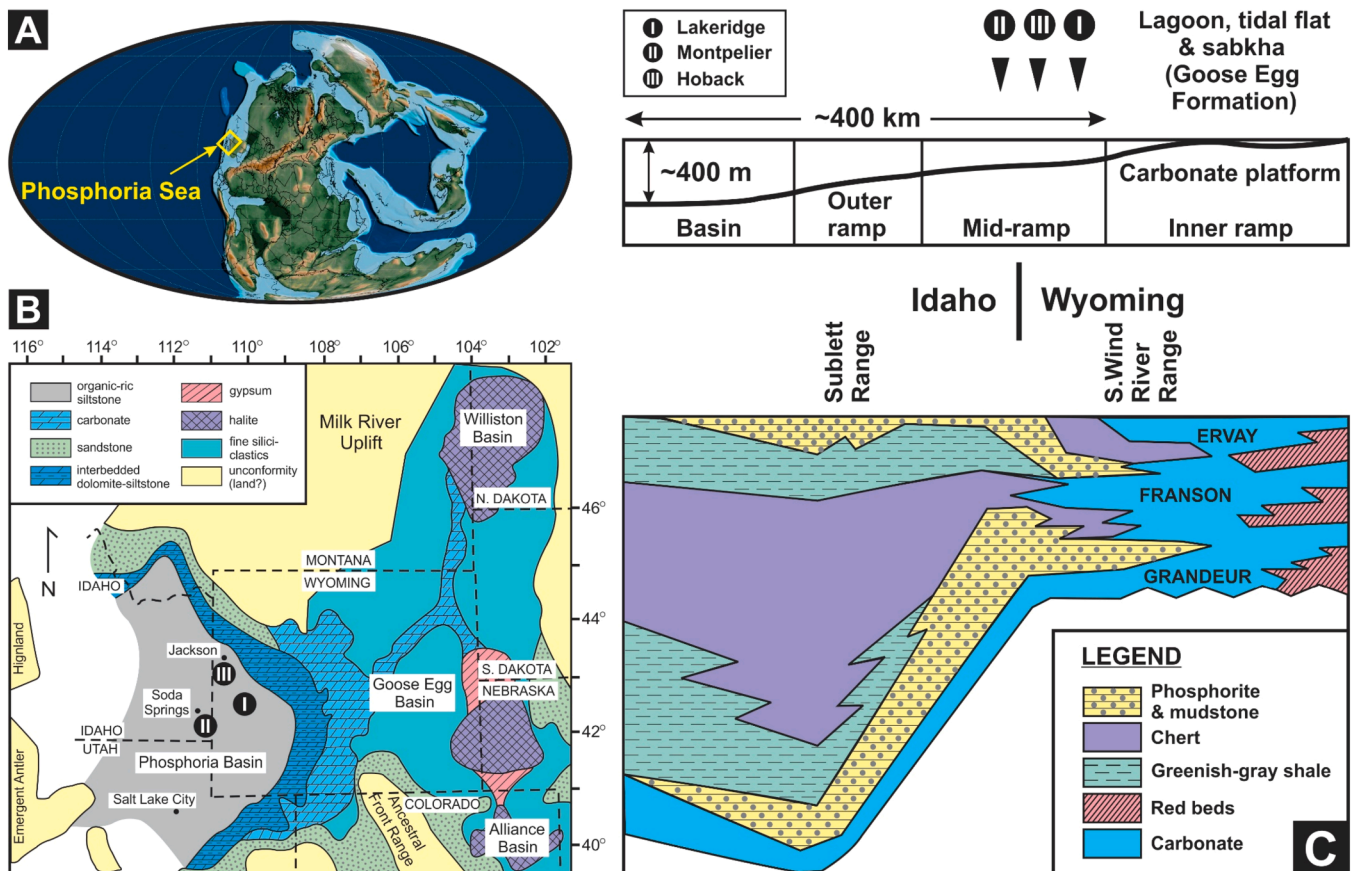 A
Phosphoria Sea
I Lakeridge
II Montpelier
III Hoback
II III I
Lagoon, tidal flat
& sabkha
(Goose Egg
Formation)
~400 km
~400 m
Carbonate platform
Basin
Outer
ramp
Mid-ramp
Inner ramp
B
116° 114° 112° 110° 108° 106° 104° 102°
organic-ric
siltstone
carbonate
sandstone
interbedded
dolomite-siltstone
gypsum
halite
fine silici-
clastics
unconformity
(land?)
Milk River
Uplift
Williston
Basin
N. DAKOTA
46°
N
MONTANA
WYOMING
IDAHO
44°
Hignland
Jackson
III
S. DAKOTA
NEBRASKA
Goose Egg
Basin
Soda
Springs
I
II
42°
IDAHO
UTAH
Phosphoria Basin
Emergent Antler
Salt Lake City
COLORADO
Ancestral
Front Range
Alliance
Basin
40°
Idaho
Wyoming
Sublett
Range
S.Wind
River
Range
ERVAY
FRANSON
GRANDEUR
LEGEND
Phosphorite
& mudstone
Chert
Greenish-gray shale
Red beds
Carbonate
C